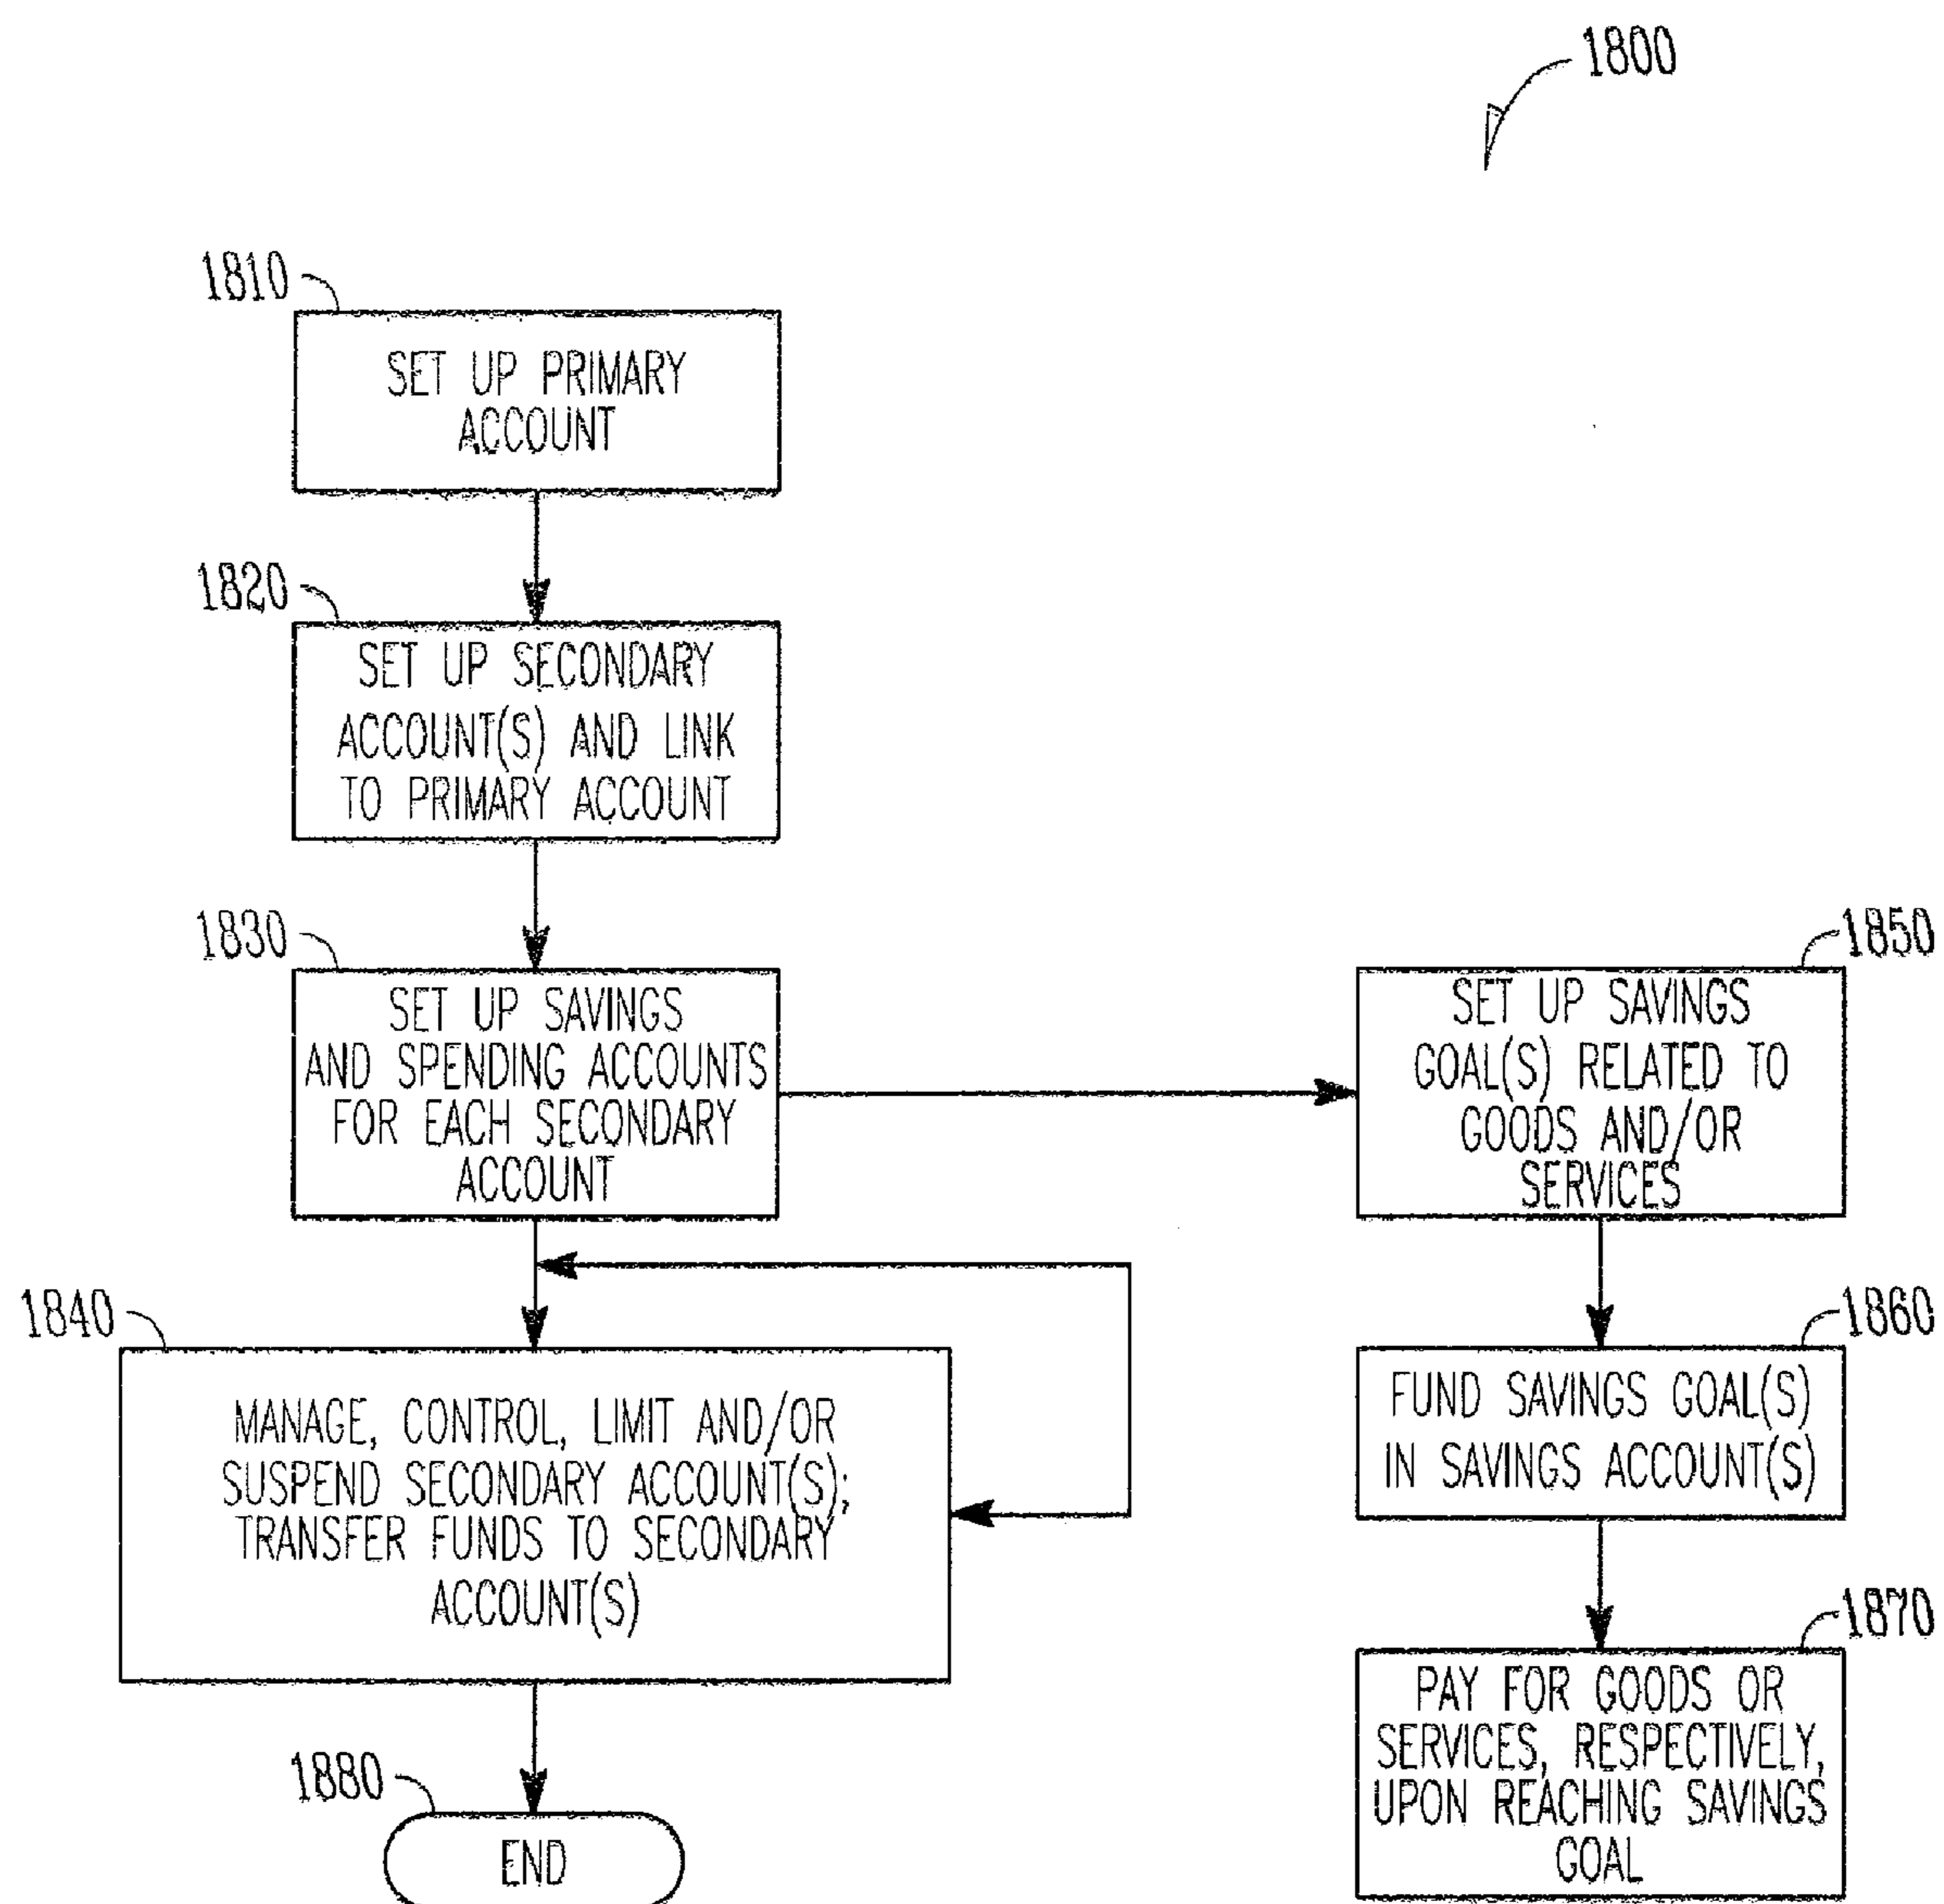 1800
1810
SET UP PRIMARY
ACCOUNT
1820
SET UP SECONDARY
ACCOUNT(S) AND LINK
TO PRIMARY ACCOUNT
1830
SET UP SAVINGS
AND SPENDING ACCOUNTS
FOR EACH SECONDARY
ACCOUNT
1850
SET UP SAVINGS
GOAL(S) RELATED TO
GOODS AND/OR
SERVICES
1840
MANAGE, CONTROL, LIMIT AND/OR
SUSPEND SECONDARY ACCOUNT(S);
TRANSFER FUNDS TO SECONDARY
ACCOUNT(S)
1860
FUND SAVINGS GOAL(S)
IN SAVINGS ACCOUNT(S)
1870
PAY FOR GOODS OR
SERVICES, RESPECTIVELY,
UPON REACHING SAVINGS
GOAL
1880
END